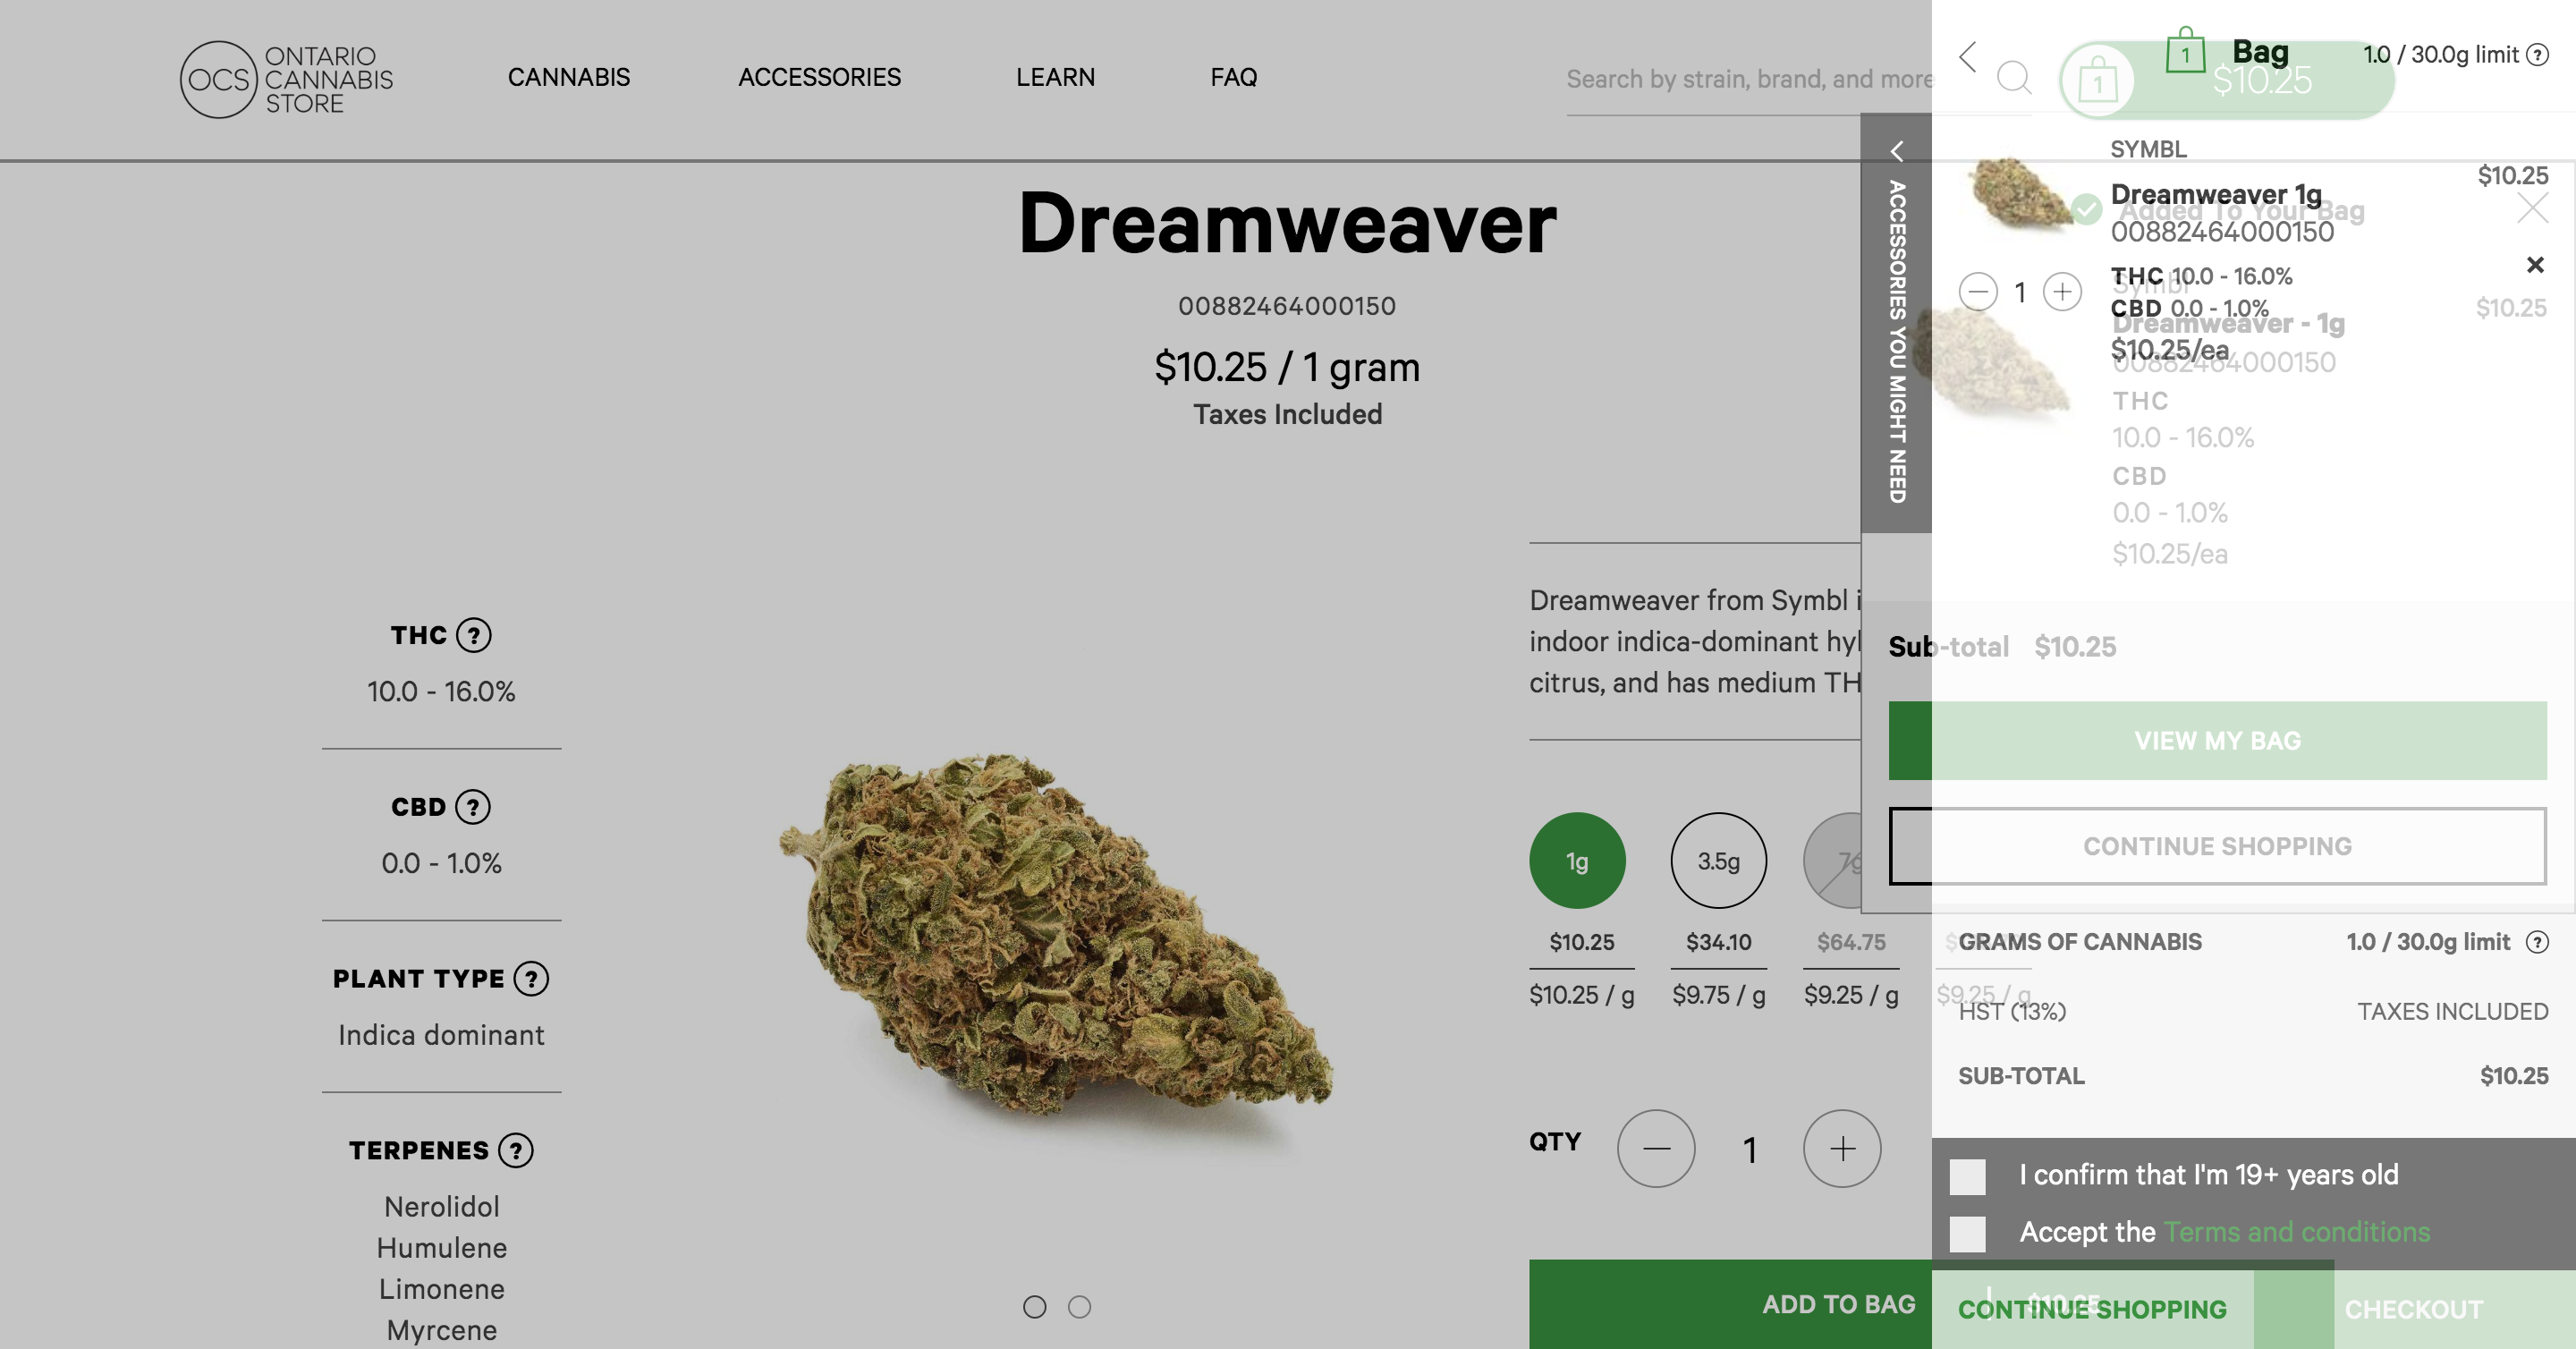 OCS
ONTARIO
CANNABIS
STORE
CANNABIS
ACCESSORIES
LEARN
FAQ
Search by strain, brand, and more
1
$10.25
1
Bag
1.0 / 30.0g limit ?
Dreamweaver
00882464000150
$10.25 / 1 gram
Taxes Included
THC ?
10.0 - 16.0%
CBD ?
0.0 - 1.0%
PLANT TYPE ?
Indica dominant
TERPENES ?
Nerolidol
Humulene
Limonene
Myrcene
Dreamweaver from Symbl
indoor indica-dominant
citrus, and has medium
1g
3.5g
7g
$10.25
$34.10
$64.75
$10.25 / g
$9.75 / g
$9.25 / g
$9.25 / g
QTY
1
ADD TO BAG
$10.25
ACCESSORIES YOU MIGHT NEED
SYMBL
Dreamweaver 1g
00882464000150
$10.25
1
THC 10.0 - 16.0%
CBD 0.0 - 1.0%
$10.25/ea
Added To Your Bag
Symbl
Dreamweaver - 1g
00882464000150
$10.25
THC
10.0 - 16.0%
CBD
0.0 - 1.0%
$10.25/ea
Sub-total $10.25
VIEW MY BAG
CONTINUE SHOPPING
GRAMS OF CANNABIS
1.0 / 30.0g limit ?
HST (13%)
TAXES INCLUDED
SUB-TOTAL
$10.25
I confirm that I'm 19+ years old
Accept the Terms and conditions
CONTINUE SHOPPING
CHECKOUT